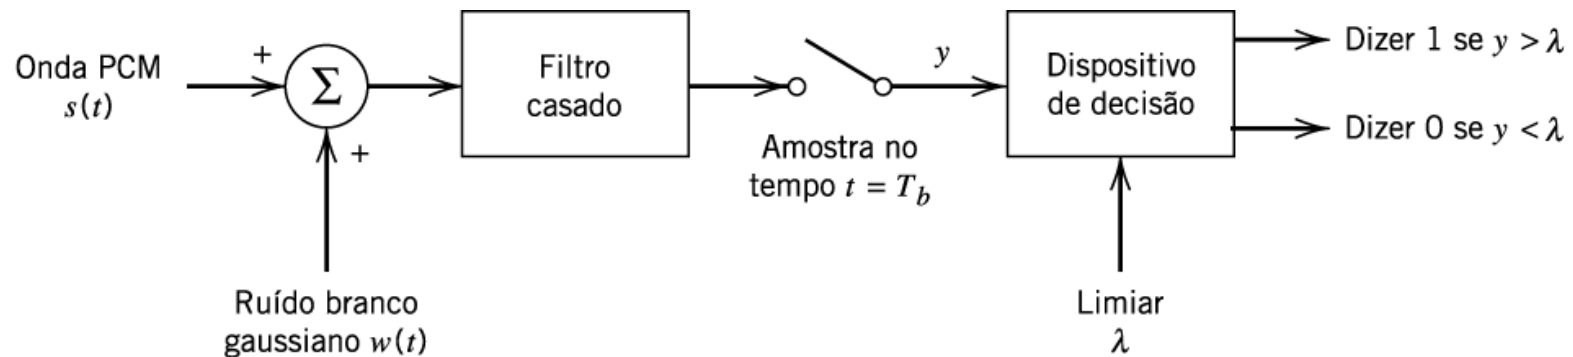 Onda PCM
s(t)
+
Σ
+
Ruído branco
gaussiano w(t)
Filtro
casado
Amostra no
tempo t = T_b
y
Dispositivo
de decisão
Limiar
λ
Dizer 1 se y > λ
Dizer 0 se y < λ